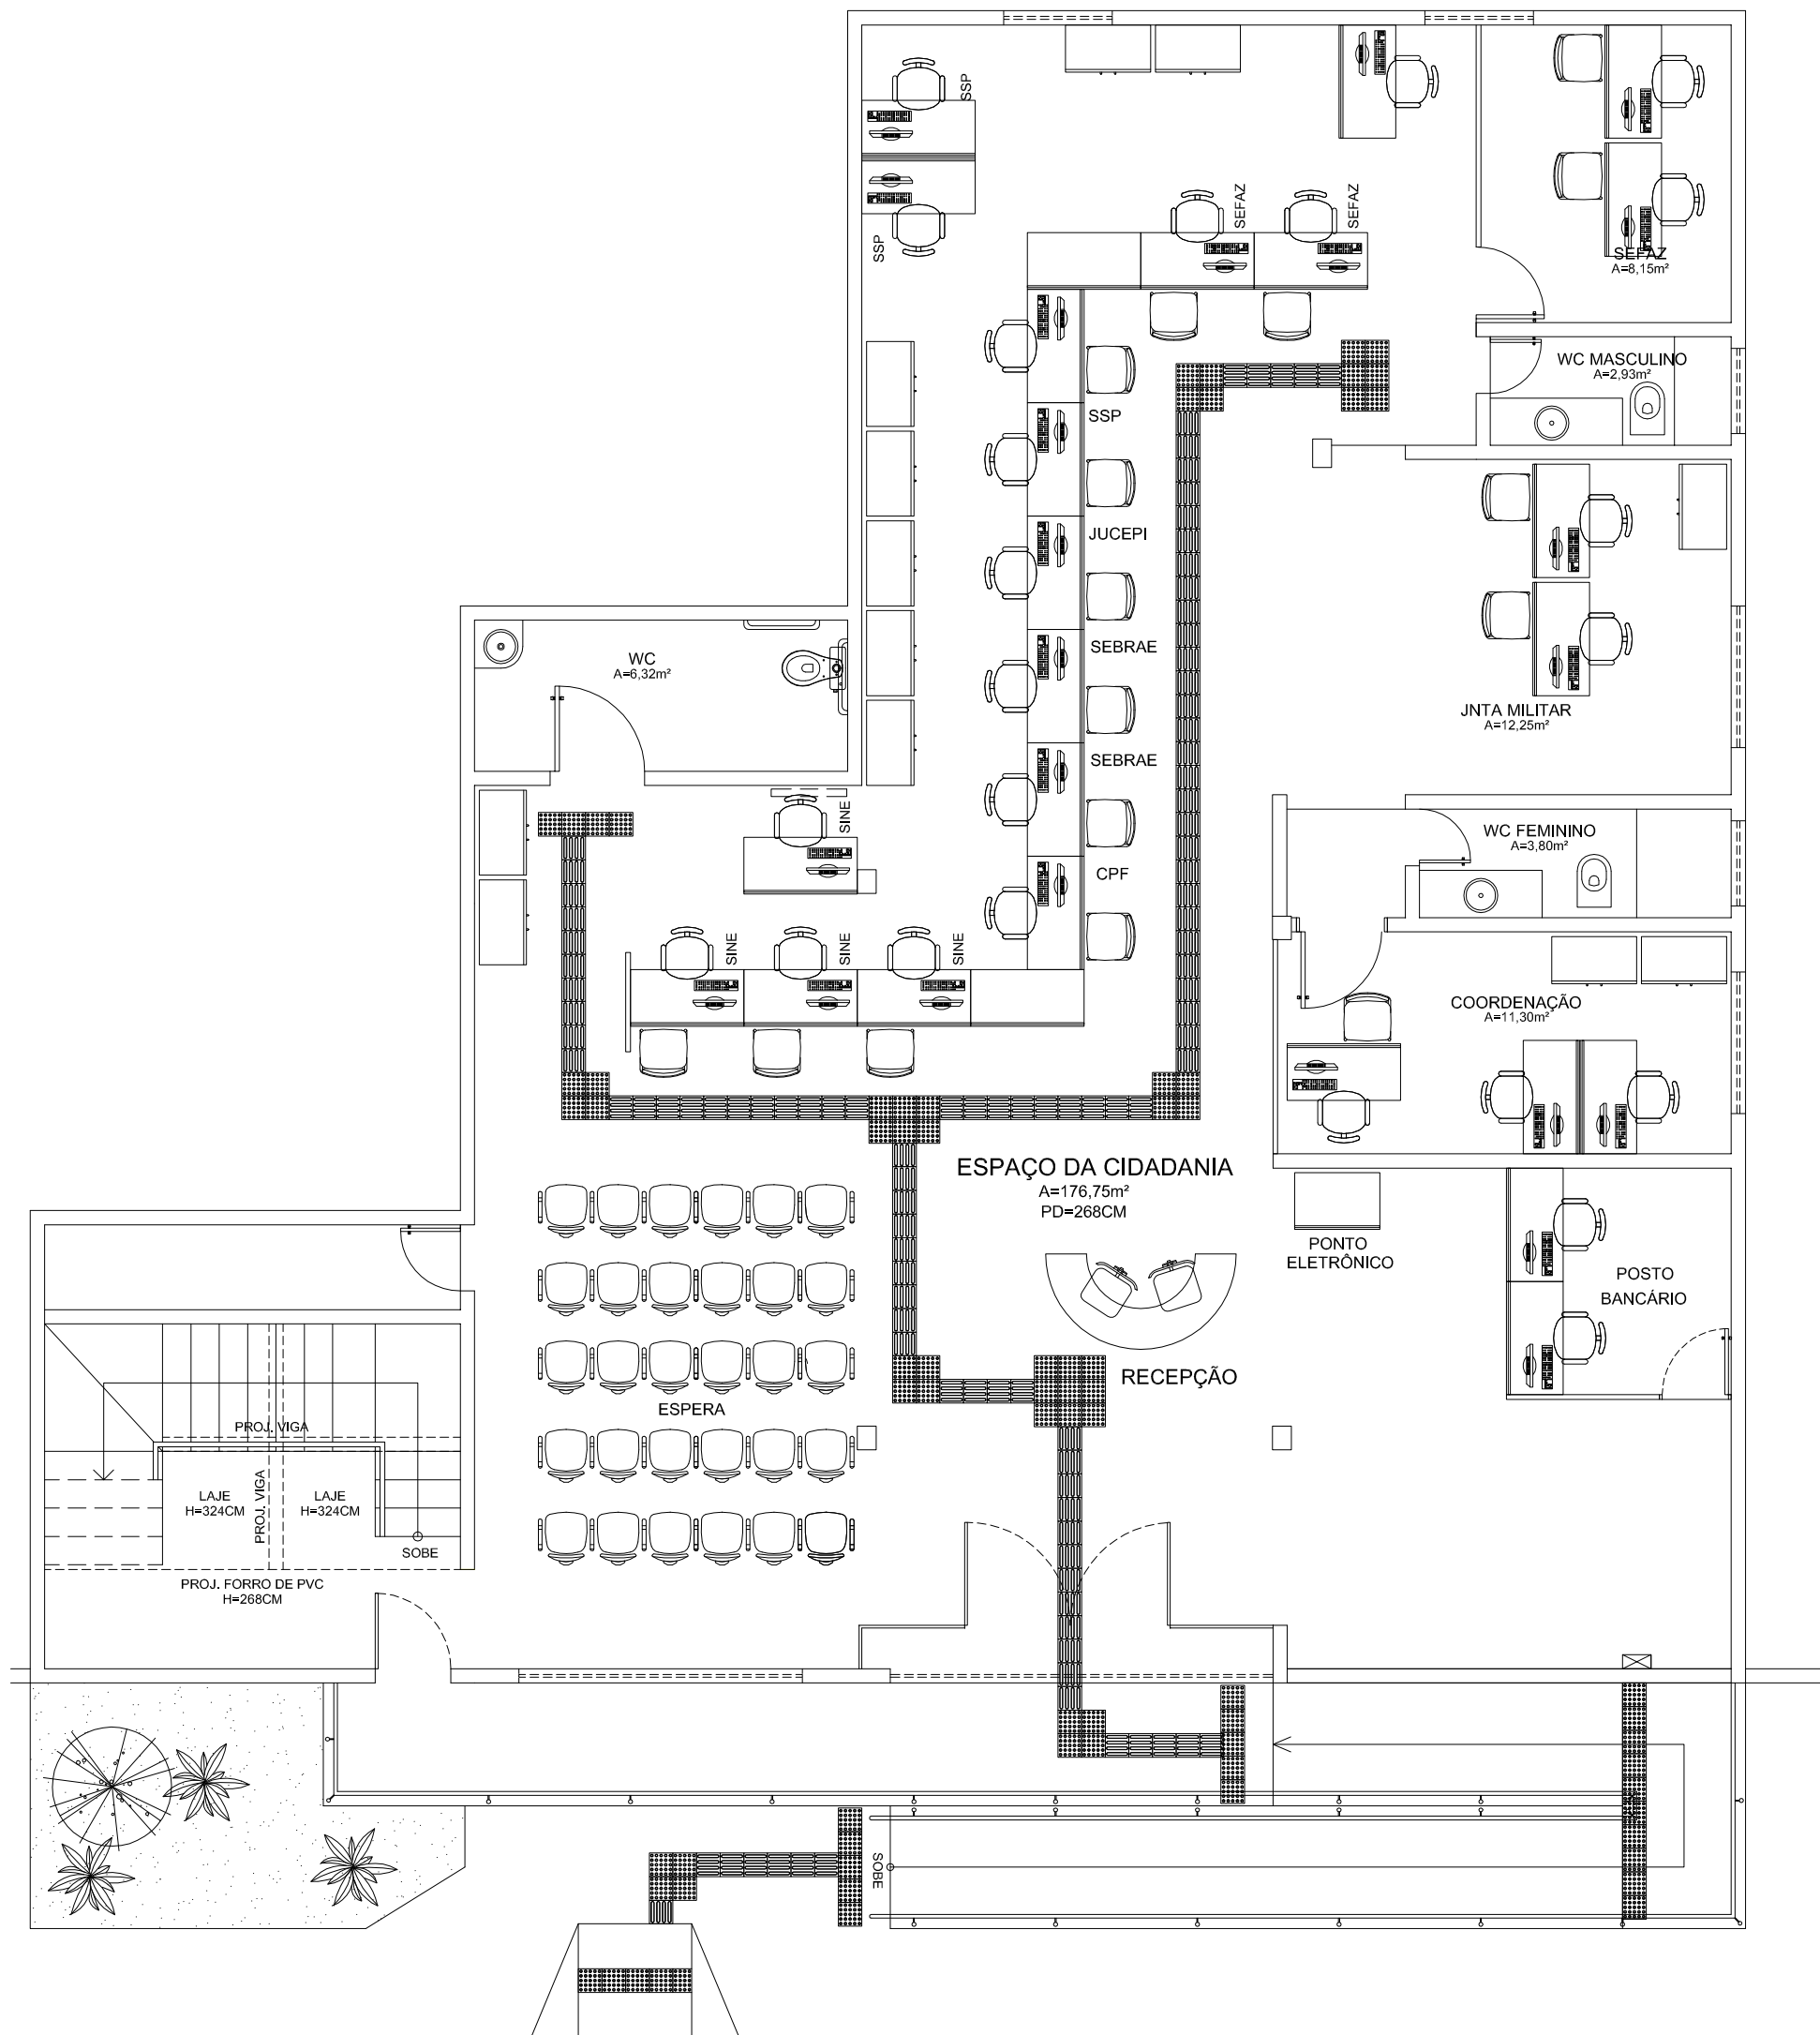 SSP
SSP
SEFAZ
SEFAZ
SEFAZ
A=8,15m²
WC MASCULINO
A=2,93m²
SSP
JUCEPI
SEBRAE
SEBRAE
CPF
WC
A=6,32m²
JNTA MILITAR
A=12,25m²
SINE
SINE
SINE
SINE
WC FEMININO
A=3,80m²
COORDENAÇÃO
A=11,30m²
ESPAÇO DA CIDADANIA
A=176,75m²
PD=268CM
PONTO
ELETRÔNICO
POSTO
BANCÁRIO
RECEPÇÃO
ESPERA
PROJ. VIGA
PROJ. VIGA
LAJE
H=324CM
LAJE
H=324CM
SOBE
PROJ. FORRO DE PVC
H=268CM
SOBE